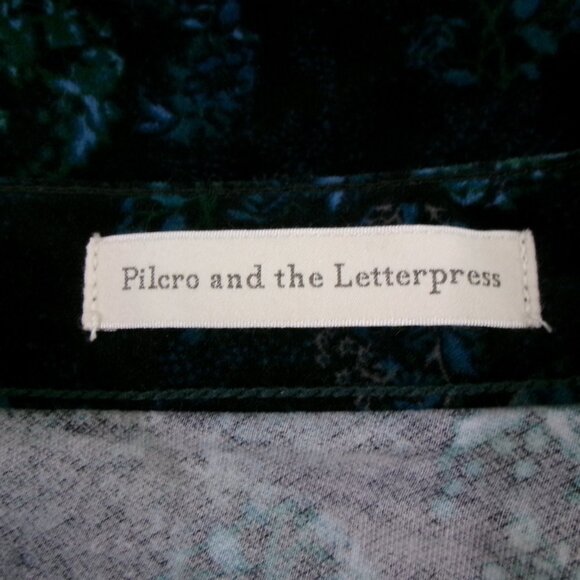 Pilcro and the Letterpress